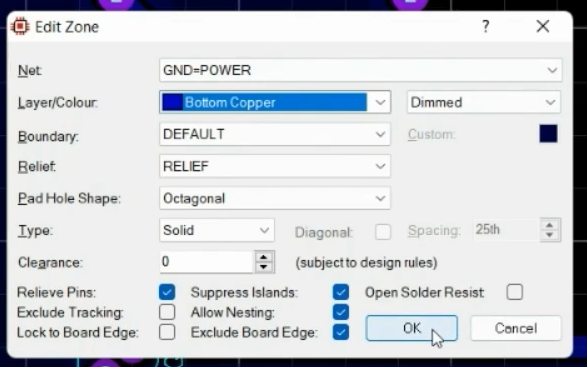 Edit Zone ? X
Net: GND=POWER
Layer/Colour: Bottom Copper Dimmed
Boundary: DEFAULT Custom:
Relief: RELIEF
Pad Hole Shape: Octagonal
Type: Solid Diagonal: Spacing: 25th
Clearance: 0 (subject to design rules)
Relieve Pins: Suppress Islands: Open Solder Resist
Exclude Tracking: Allow Nesting:
Lock to Board Edge: Exclude Board Edge: OK Cancel